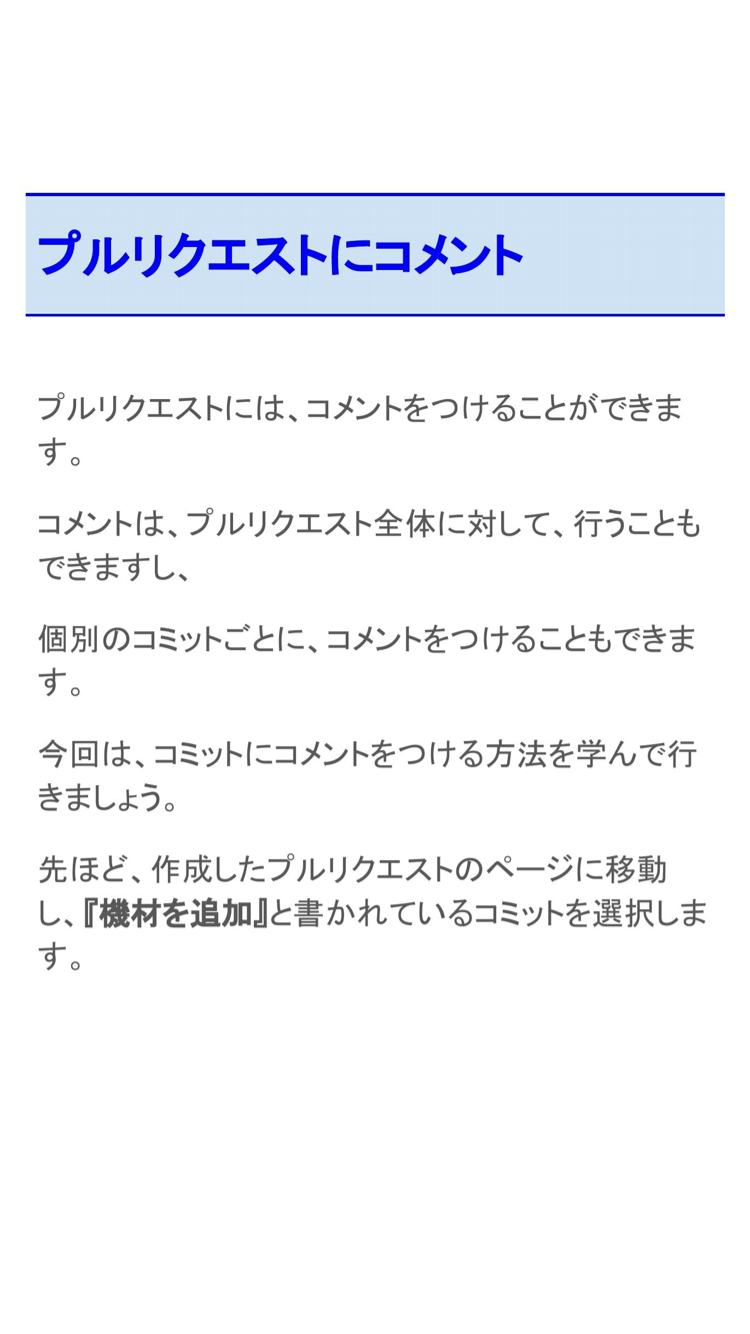 プルリクエストにコメント
プルリクエストには、コメントをつけることができま
す。
コメントは、プルリクエスト全体に対して、行うことも
できますし、
個別のコミットごとに、コメントをつけることもできま
す。
今回は、コミットにコメントをつける方法を学んで行
きましょう。
先ほど、作成したプルリクエストのページに移動
し、『機材を追加』と書かれているコミットを選択しま
す。